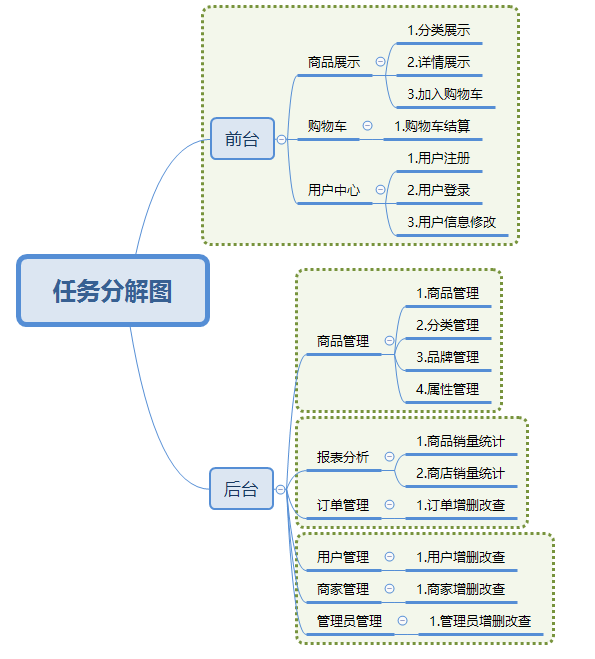 任务分解图
前台
商品展示
1.分类展示
2.详情展示
3.加入购物车
购物车
1.购物车结算
用户中心
1.用户注册
2.用户登录
3.用户信息修改
后台
商品管理
1.商品管理
2.分类管理
3.品牌管理
4.属性管理
报表分析
1.商品销量统计
2.商店销量统计
订单管理
1.订单增删改查
用户管理
1.用户增删改查
商家管理
1.商家增删改查
管理员管理
1.管理员增删改查